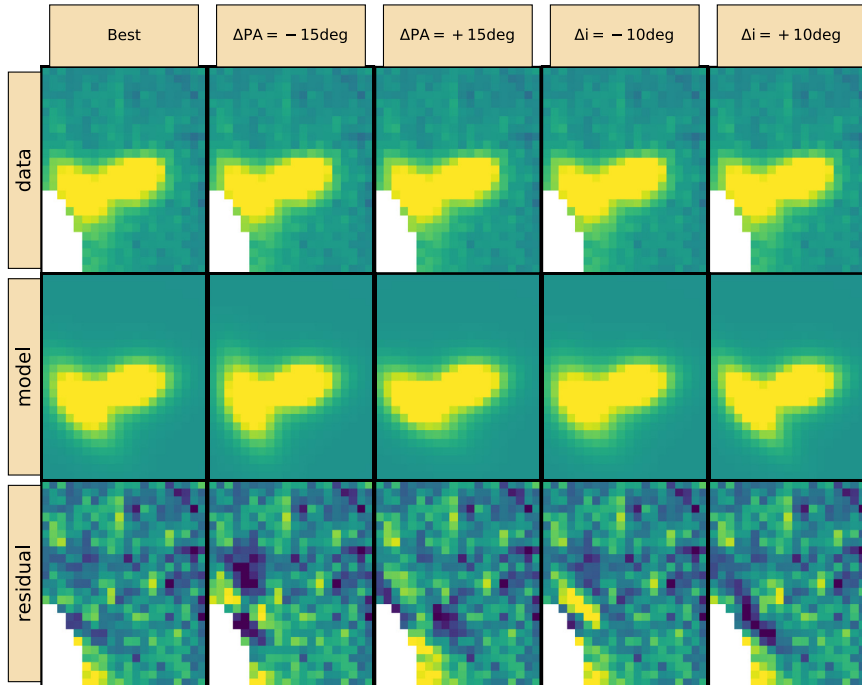 Best
ΔPA = −15deg
ΔPA = +15deg
Δi = −10deg
Δi = +10deg
data
model
residual